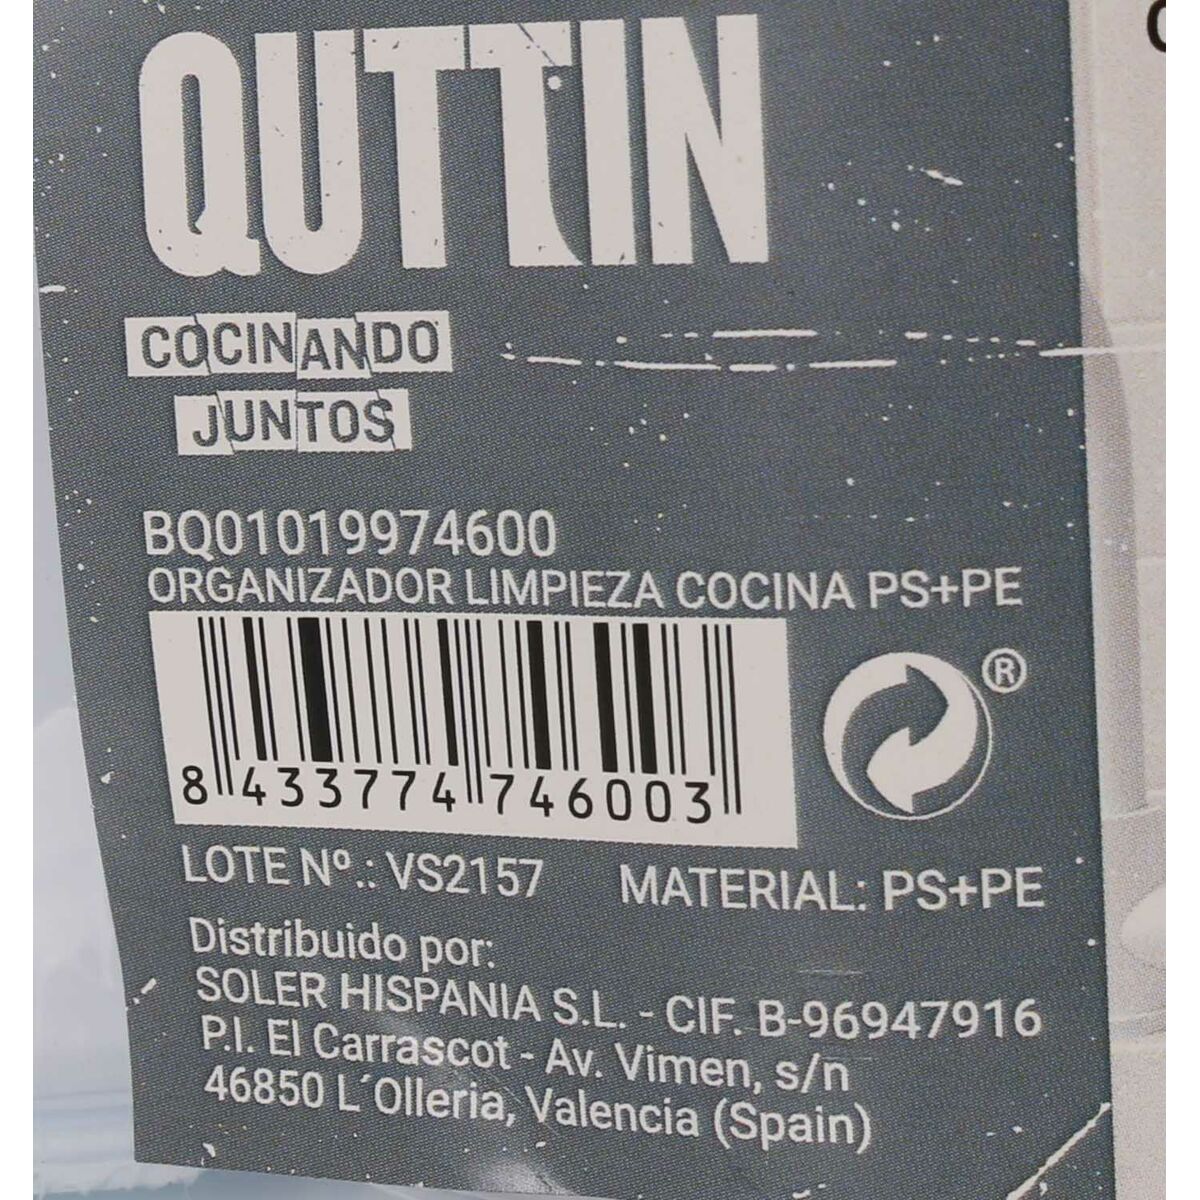 QUTTIN
COCINANDO
JUNTOS
BQ01019974600
ORGANIZADOR LIMPIEZA COCINA PS+PE
®
8 433774 746003
LOTE Nº.: VS2157 MATERIAL: PS+PE
Distribuido por:
SOLER HISPANIA S.L. - CIF. B-96947916
P.I. El Carrascot - Av. Vimen, s/n
46850 L´Olleria, Valencia (Spain)